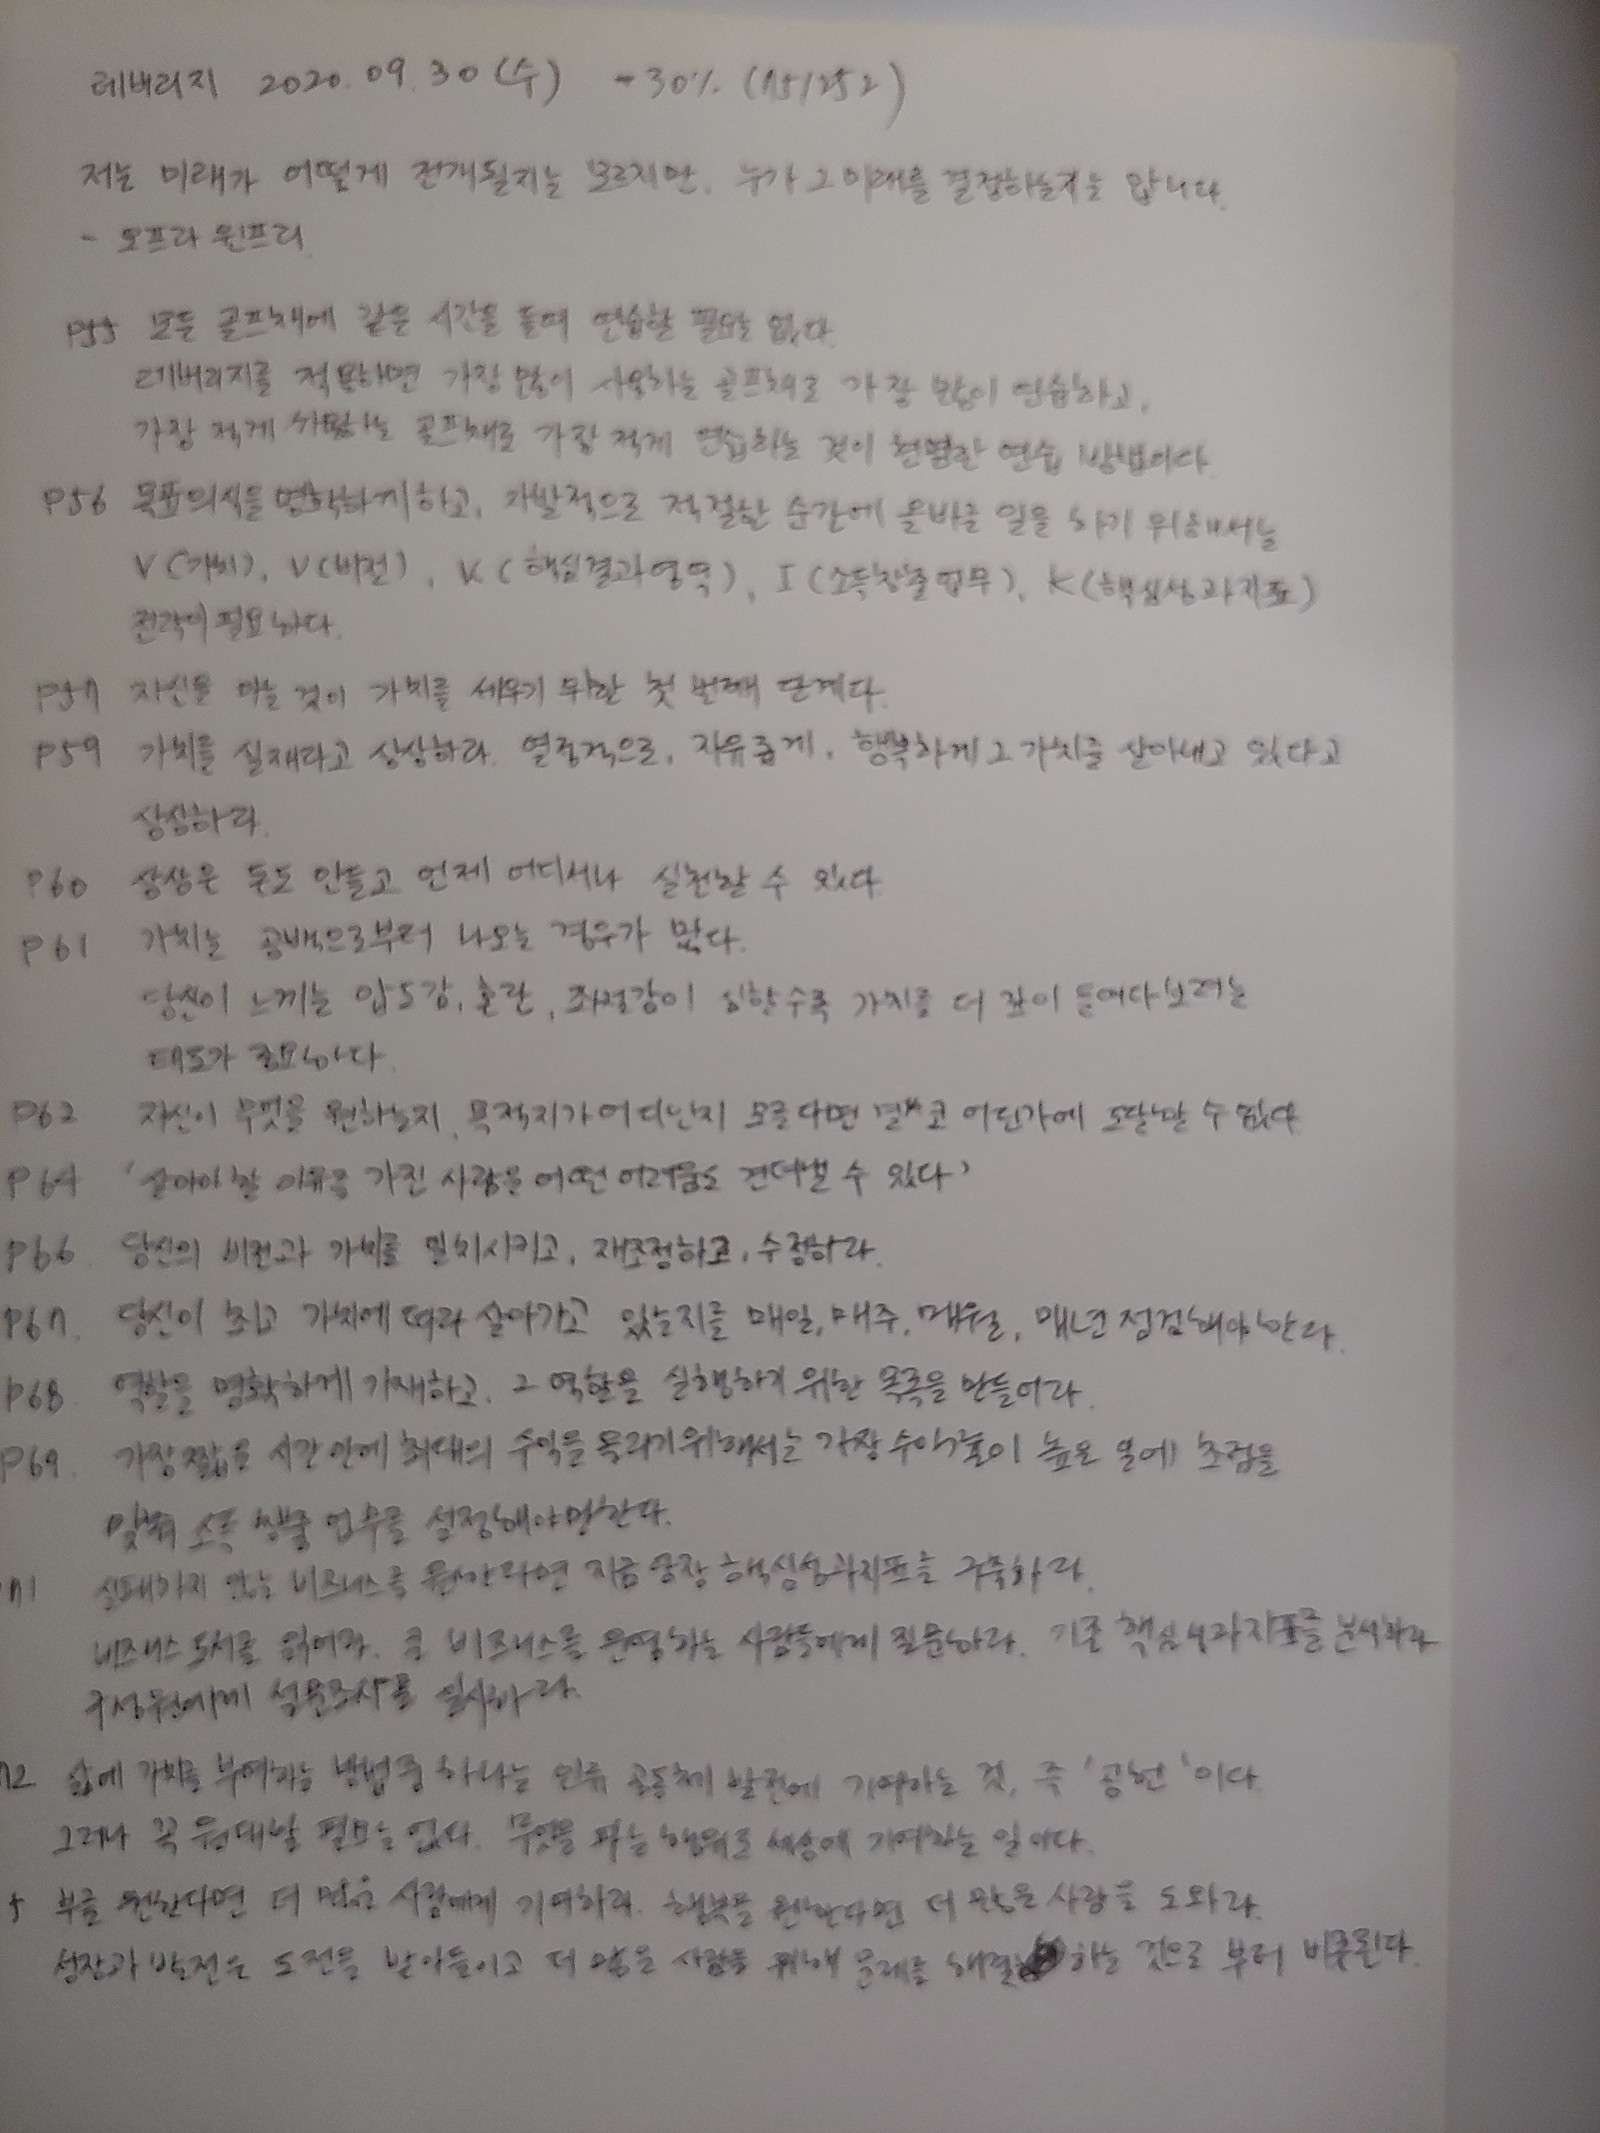 레버리지 2020. 09. 30 (수) - 30% (75/252)
저는 미래가 어떻게 전개될지는 모르지만, 누가 그 미래를 결정하는지는 압니다.
- 오프라 윈프리
P55 모든 골프채에 같은 시간을 들여 연습할 필요는 없다.
레버리지를 적용하면 가장 많이 사용하는 골프채로 가장 많이 연습하고,
가장 적게 사용하는 골프채로 가장 적게 연습하는 것이 현명한 연습 방법이다.
P56 목표의식을 명확하게 하고, 자발적으로 적절한 순간에 올바른 일을 하기 위해서는
V(가치), V(비전), K(핵심결과영역), I(소득창출업무), K(핵심성과지표)
전략이 필요하다.
P57 자신을 아는 것이 가치를 세우기 위한 첫 번째 단계다.
P59 가치를 실재라고 상상하라. 열정적으로, 자유롭게, 행복하게 그 가치를 살아내고 있다고
상상하라.
P60 상상은 돈도 안들고 언제 어디서나 실천할 수 있다
P61 가치는 공백으로부터 나오는 경우가 많다.
당신이 느끼는 압도감, 혼란, 좌절감이 심할수록 가치를 더 깊이 들여다보려는
태도가 중요하다.
P62 자신이 무엇을 원하는지, 목적지가 어디인지 모른다면 결코 어딘가에 도달할 수 없다
P64 '살아야 할 이유를 가진 사람은 어떤 어려움도 견뎌낼 수 있다'
P66. 당신의 비전과 가치를 일치시키고, 재조정하고, 수정하라.
P67. 당신이 최고 가치에 따라 살아가고 있는지를 매일, 매주, 매월, 매년 점검해야 한다.
P68. 역할을 명확하게 기재하고, 그 역할을 실행하기 위한 목록을 만들어라.
P69. 가장 짧은 시간 안에 최대의 수익을 올리기 위해서는 가장 수익률이 높은 일에 초점을
맞춰 소득 창출 업무를 설정해야만 한다.
71 실패하지 않는 비즈니스를 원한다면 지금 당장 핵심성과지표를 구축하라.
비즈니스 도서를 읽어라. 큰 비즈니스를 운영하는 사람들에게 질문하라. 기존 핵심성과지표를 분석하라
구성원에게 설문조사를 실시하라.
72 삶에 가치를 부여하는 방법 중 하나는 인류 공동체 발전에 기여하는 것, 즉 '공헌'이다.
그러나 꼭 원대할 필요는 없다. 무엇을 파는 행위로 세상에 기여하는 일이다.
5 부를 원한다면 더 많은 사람에게 기여하라. 행복을 원한다면 더 많은 사람을 도와라.
성장과 발전은 도전을 받아들이고 더 많은 사람을 위해 문제를 해결하는 것으로 부터 비롯된다.